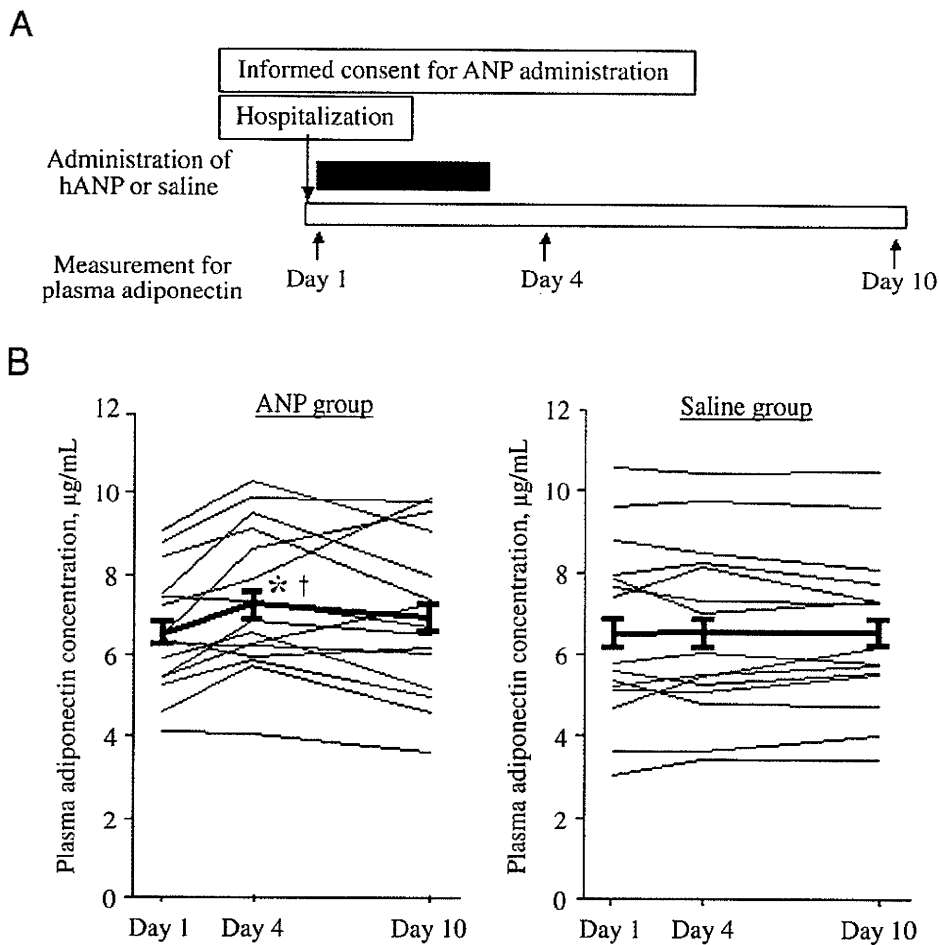 A
Informed consent for ANP administration
Hospitalization
Administration of
hANP or saline
Measurement for
plasma adiponectin
Day 1
Day 4
Day 10
B
ANP group
Plasma adiponectin concentration, μg/mL
12
10
8
6
4
2
0
* †
Day 1
Day 4
Day 10
Saline group
Plasma adiponectin concentration, μg/mL
12
10
8
6
4
2
0
Day 1
Day 4
Day 10